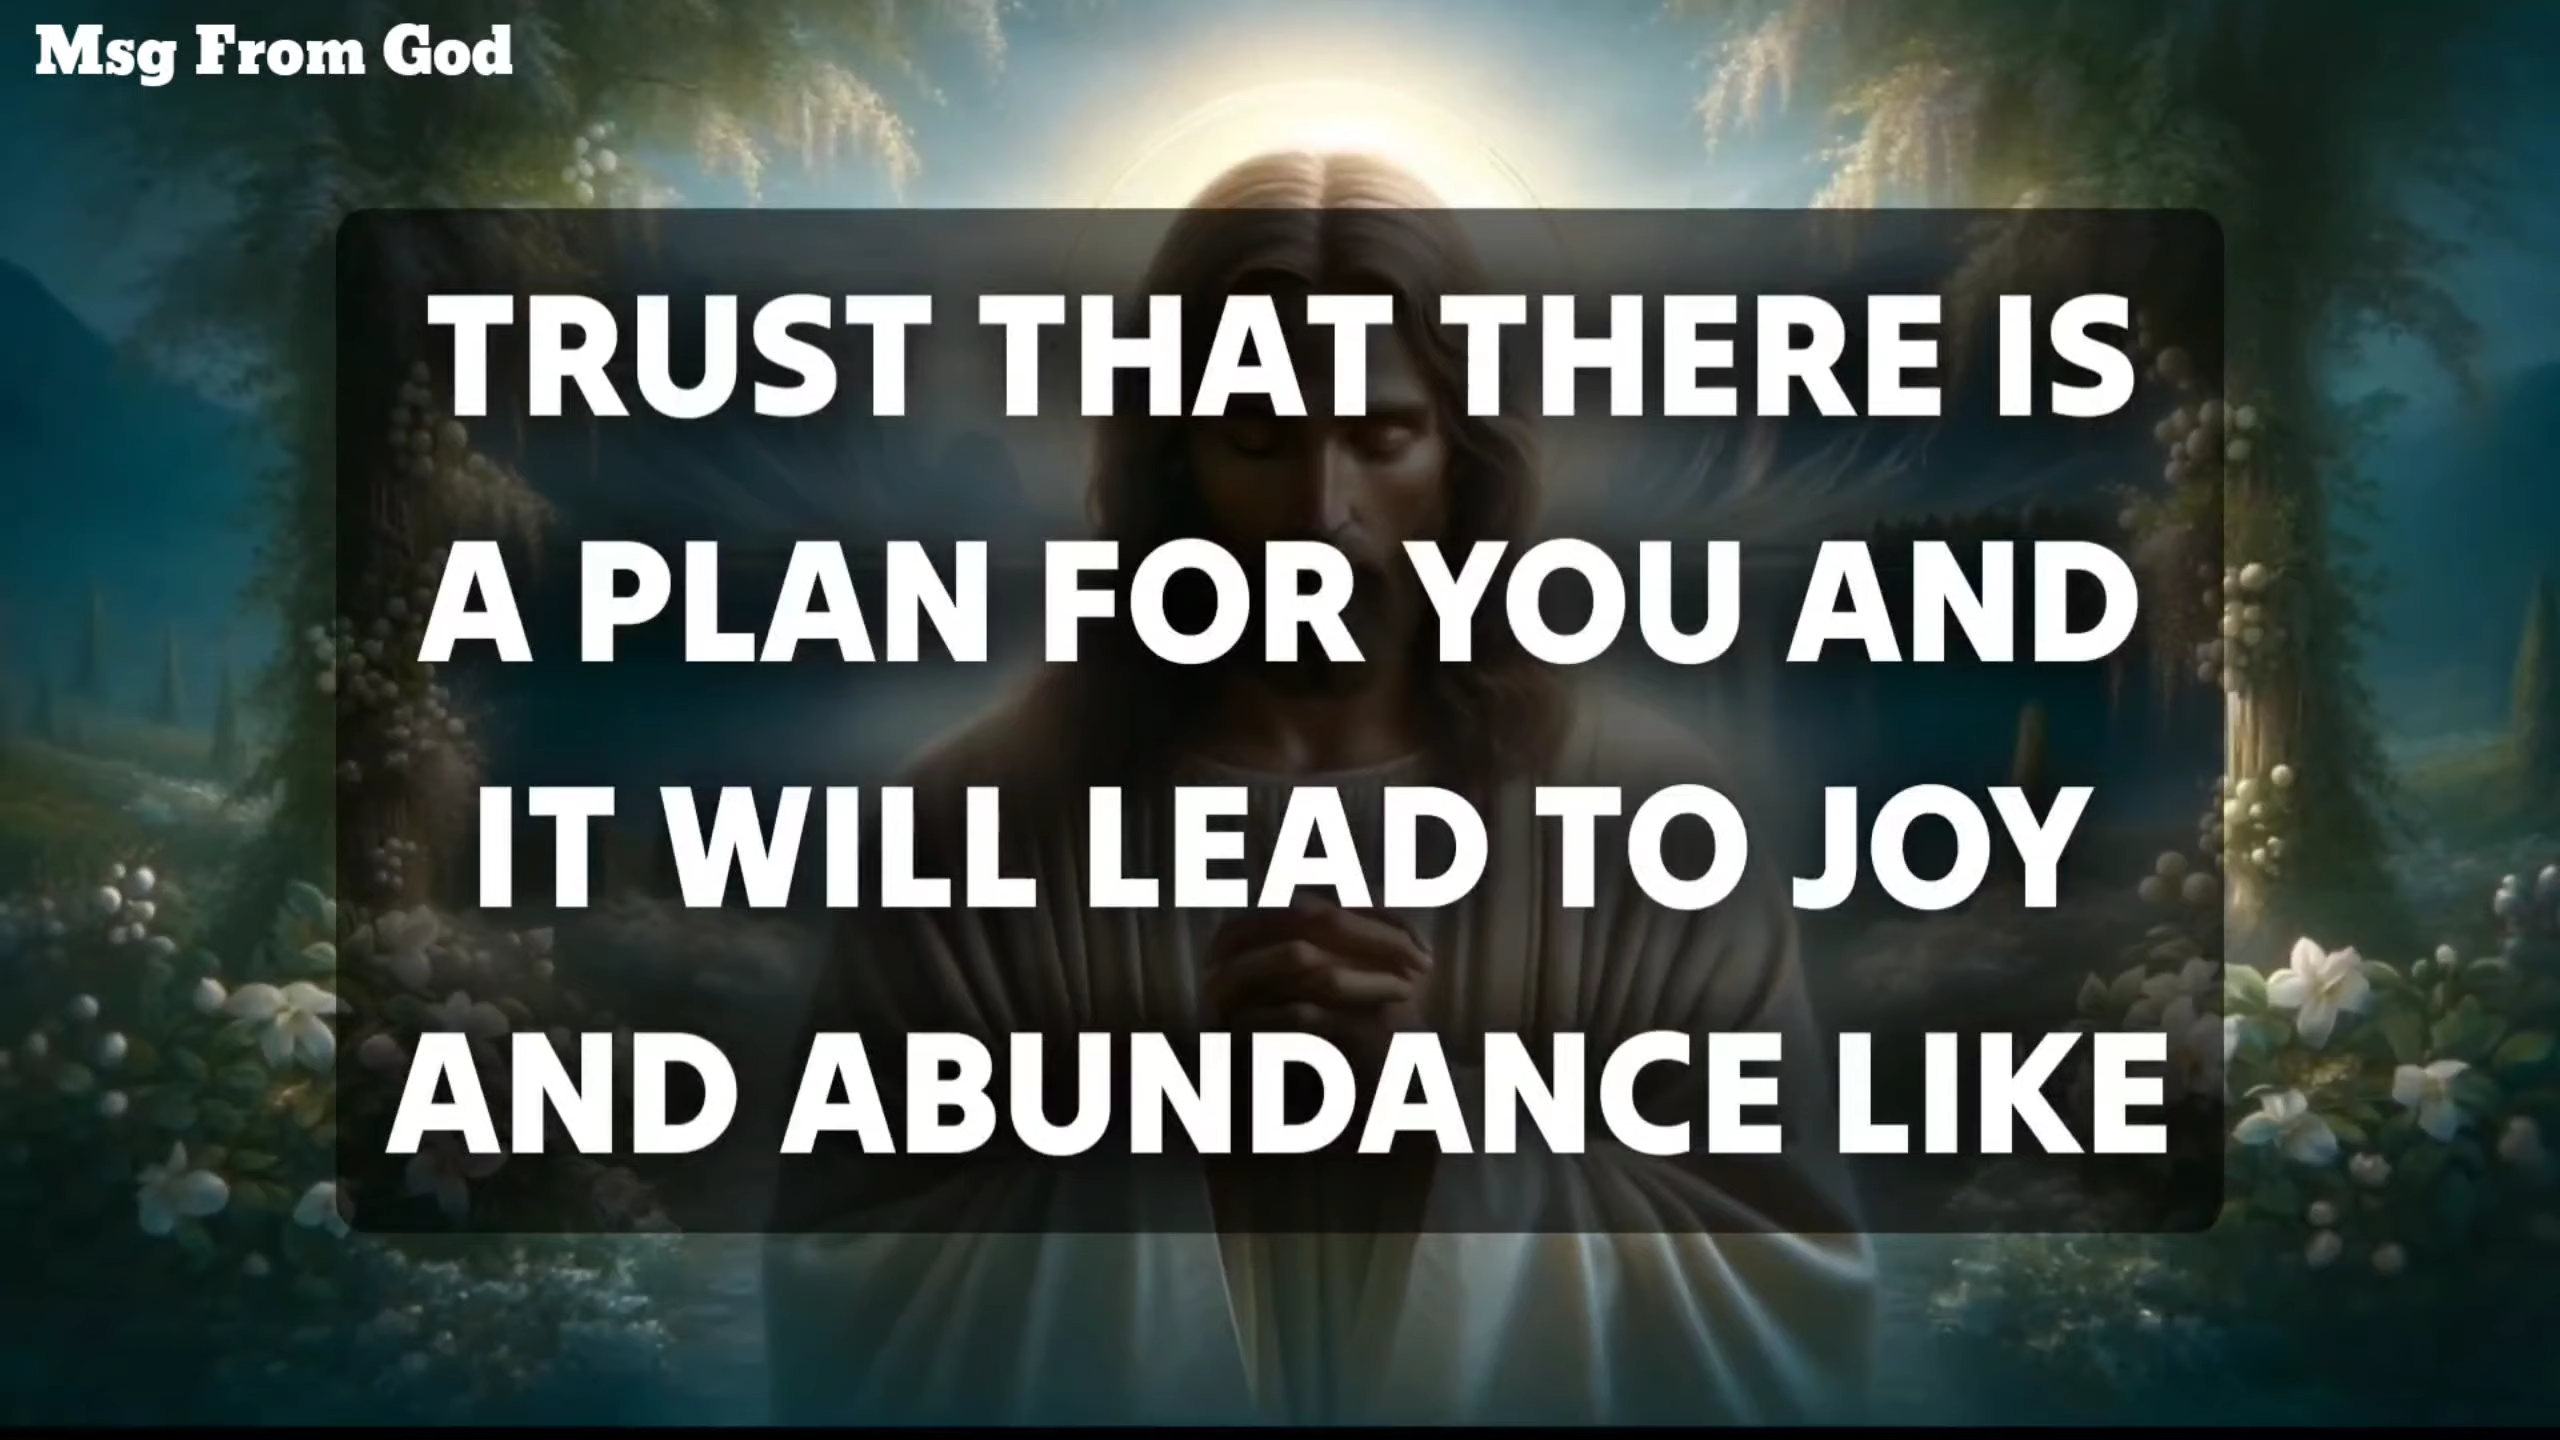 Msg From God
TRUST THAT THERE IS
A PLAN FOR YOU AND
IT WILL LEAD TO JOY
AND ABUNDANCE LIKE